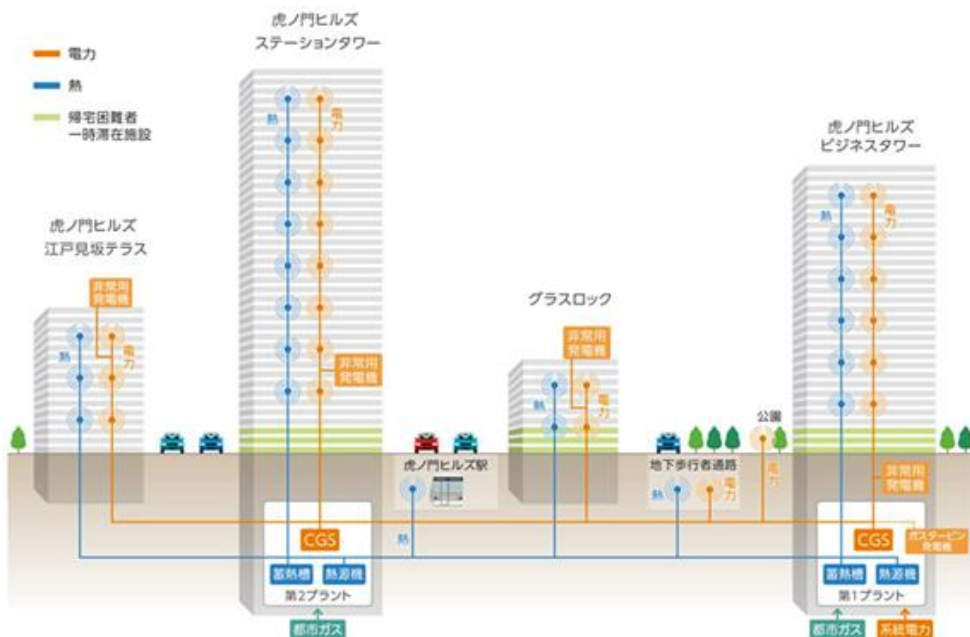 電力
熱
帰宅困難者
一時滞在施設
虎ノ門ヒルズ
ステーションタワー
熱
電力
非常用
発電機
虎ノ門ヒルズ
江戸見坂テラス
非常用
発電機
熱
電力
グラスロック
非常用
発電機
熱
電力
虎ノ門ヒルズ
ビジネスタワー
熱
電力
非常用
発電機
公園
電力
虎ノ門ヒルズ駅
熱
地下歩行者通路
熱
電力
CGS
蓄熱槽
熱源機
第2プラント
都市ガス
CGS
発電機
蓄熱槽
熱源機
第1プラント
都市ガス
系統電力